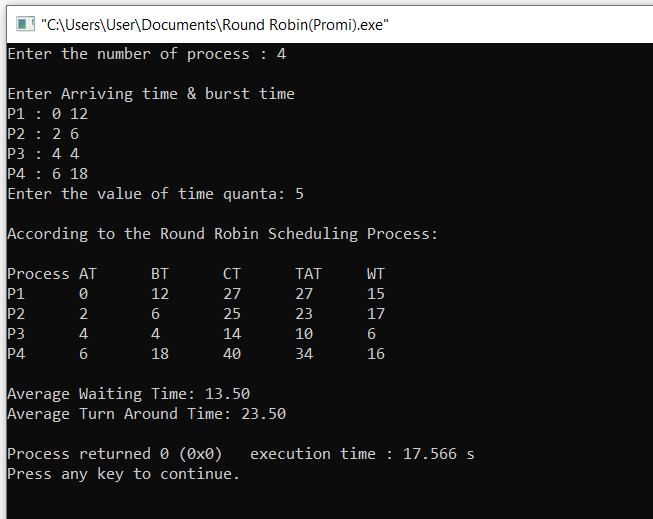 "C:\Users\User\Documents\Round Robin(Promi).exe"
Enter the number of process : 4
Enter Arriving time & burst time
P1 : 0 12
P2 : 2 6
P3 : 4 4
P4 : 6 18
Enter the value of time quanta: 5
According to the Round Robin Scheduling Process:
Process AT BT CT TAT WT
P1 0 12 27 27 15
P2 2 6 25 23 17
P3 4 4 14 10 6
P4 6 18 40 34 16
Average Waiting Time: 13.50
Average Turn Around Time: 23.50
Process returned 0 (0x0) execution time : 17.566 s
Press any key to continue.